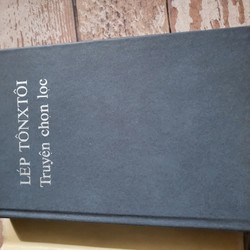 LÉP TÔNXTÔI
Truyện chọn lọc